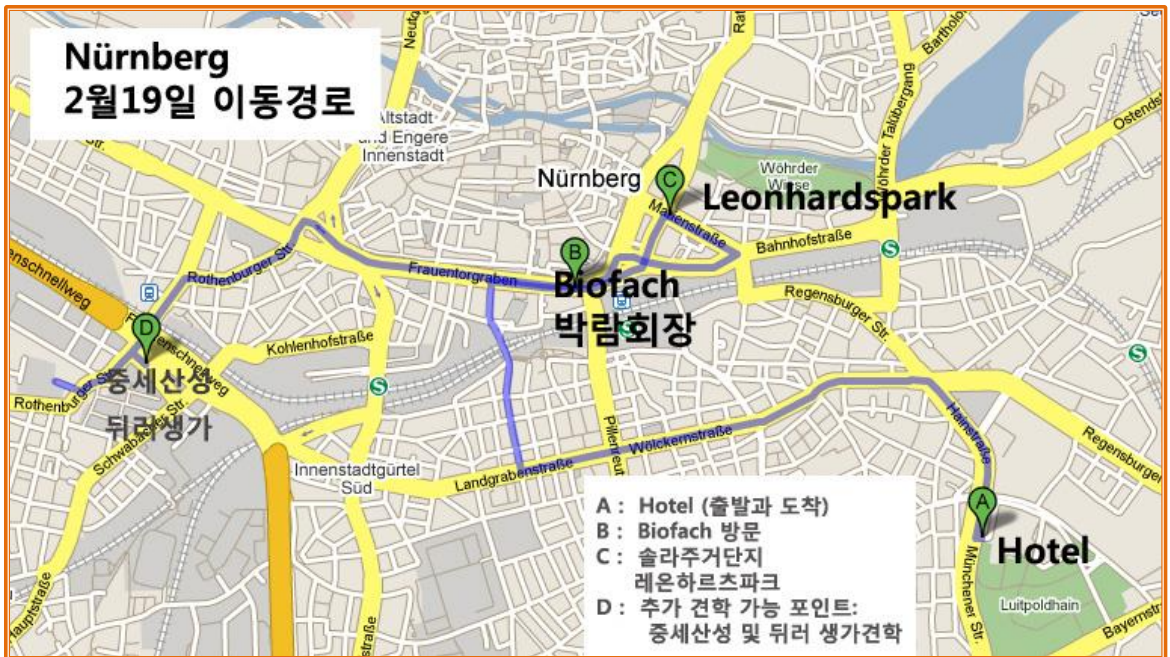 Nürnberg
2월19일 이동경로
Altstadt
und Engere
Innenstadt
Nürnberg
Wöhrder
Wiese
Wöhrder Talübergang
Ostendst
Leonhardspark
Marienstraße
Bahnhofstraße
Rothenburger Str.
Frauentorgraben
Biofach
박람회장
Regensburger Str.
enschnellweg
Kohlenhofstraße
중세산성
뒤러생가
Rothenburger Str.
Schwabacher Str.
Hainstraße
Regensburger
Wölckernstraße
Pillenreut
Landgrabenstraße
Innenstadtgürtel
Süd
A : Hotel (출발과 도착)
B : Biofach 방문
C : 솔라주거단지
레온하르츠파크
D : 추가 견학 가능 포인트:
중세산성 및 뒤러 생가견학
Hotel
Münchener Str.
Luitpoldhain
Bayernstr
Hauptstraße
A
B
C
D
S
S
S
S